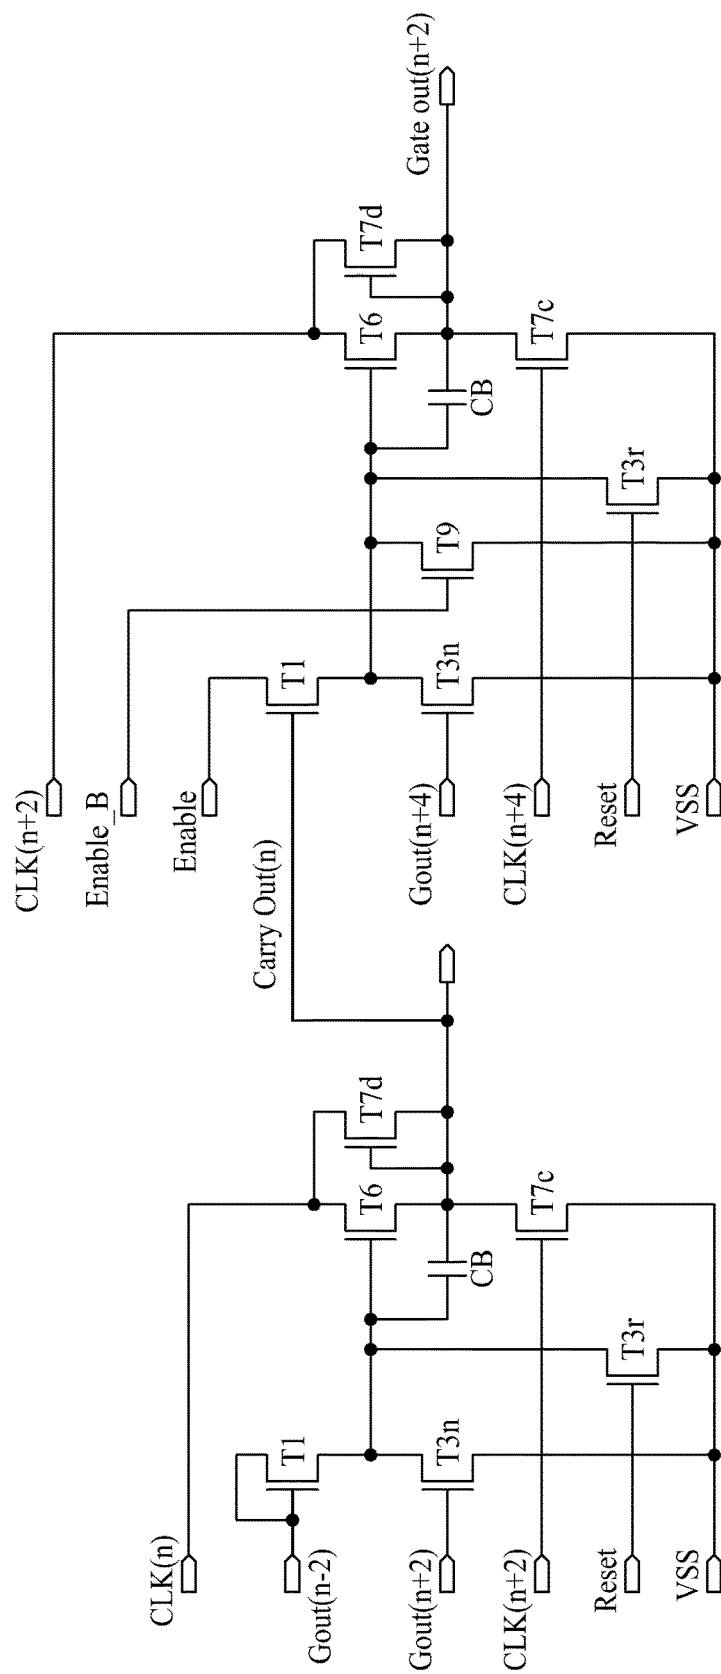 CLK(n)
Gout(n-2)
Gout(n+2)
CLK(n+2)
Reset
VSS
T1
T3n
T3r
CB
T6
T7d
T7c
Carry Out(n)
CLK(n+2)
Enable_B
Enable
Gout(n+4)
CLK(n+4)
Reset
VSS
T1
T3n
T9
T3r
CB
T6
T7d
T7c
Gate out(n+2)